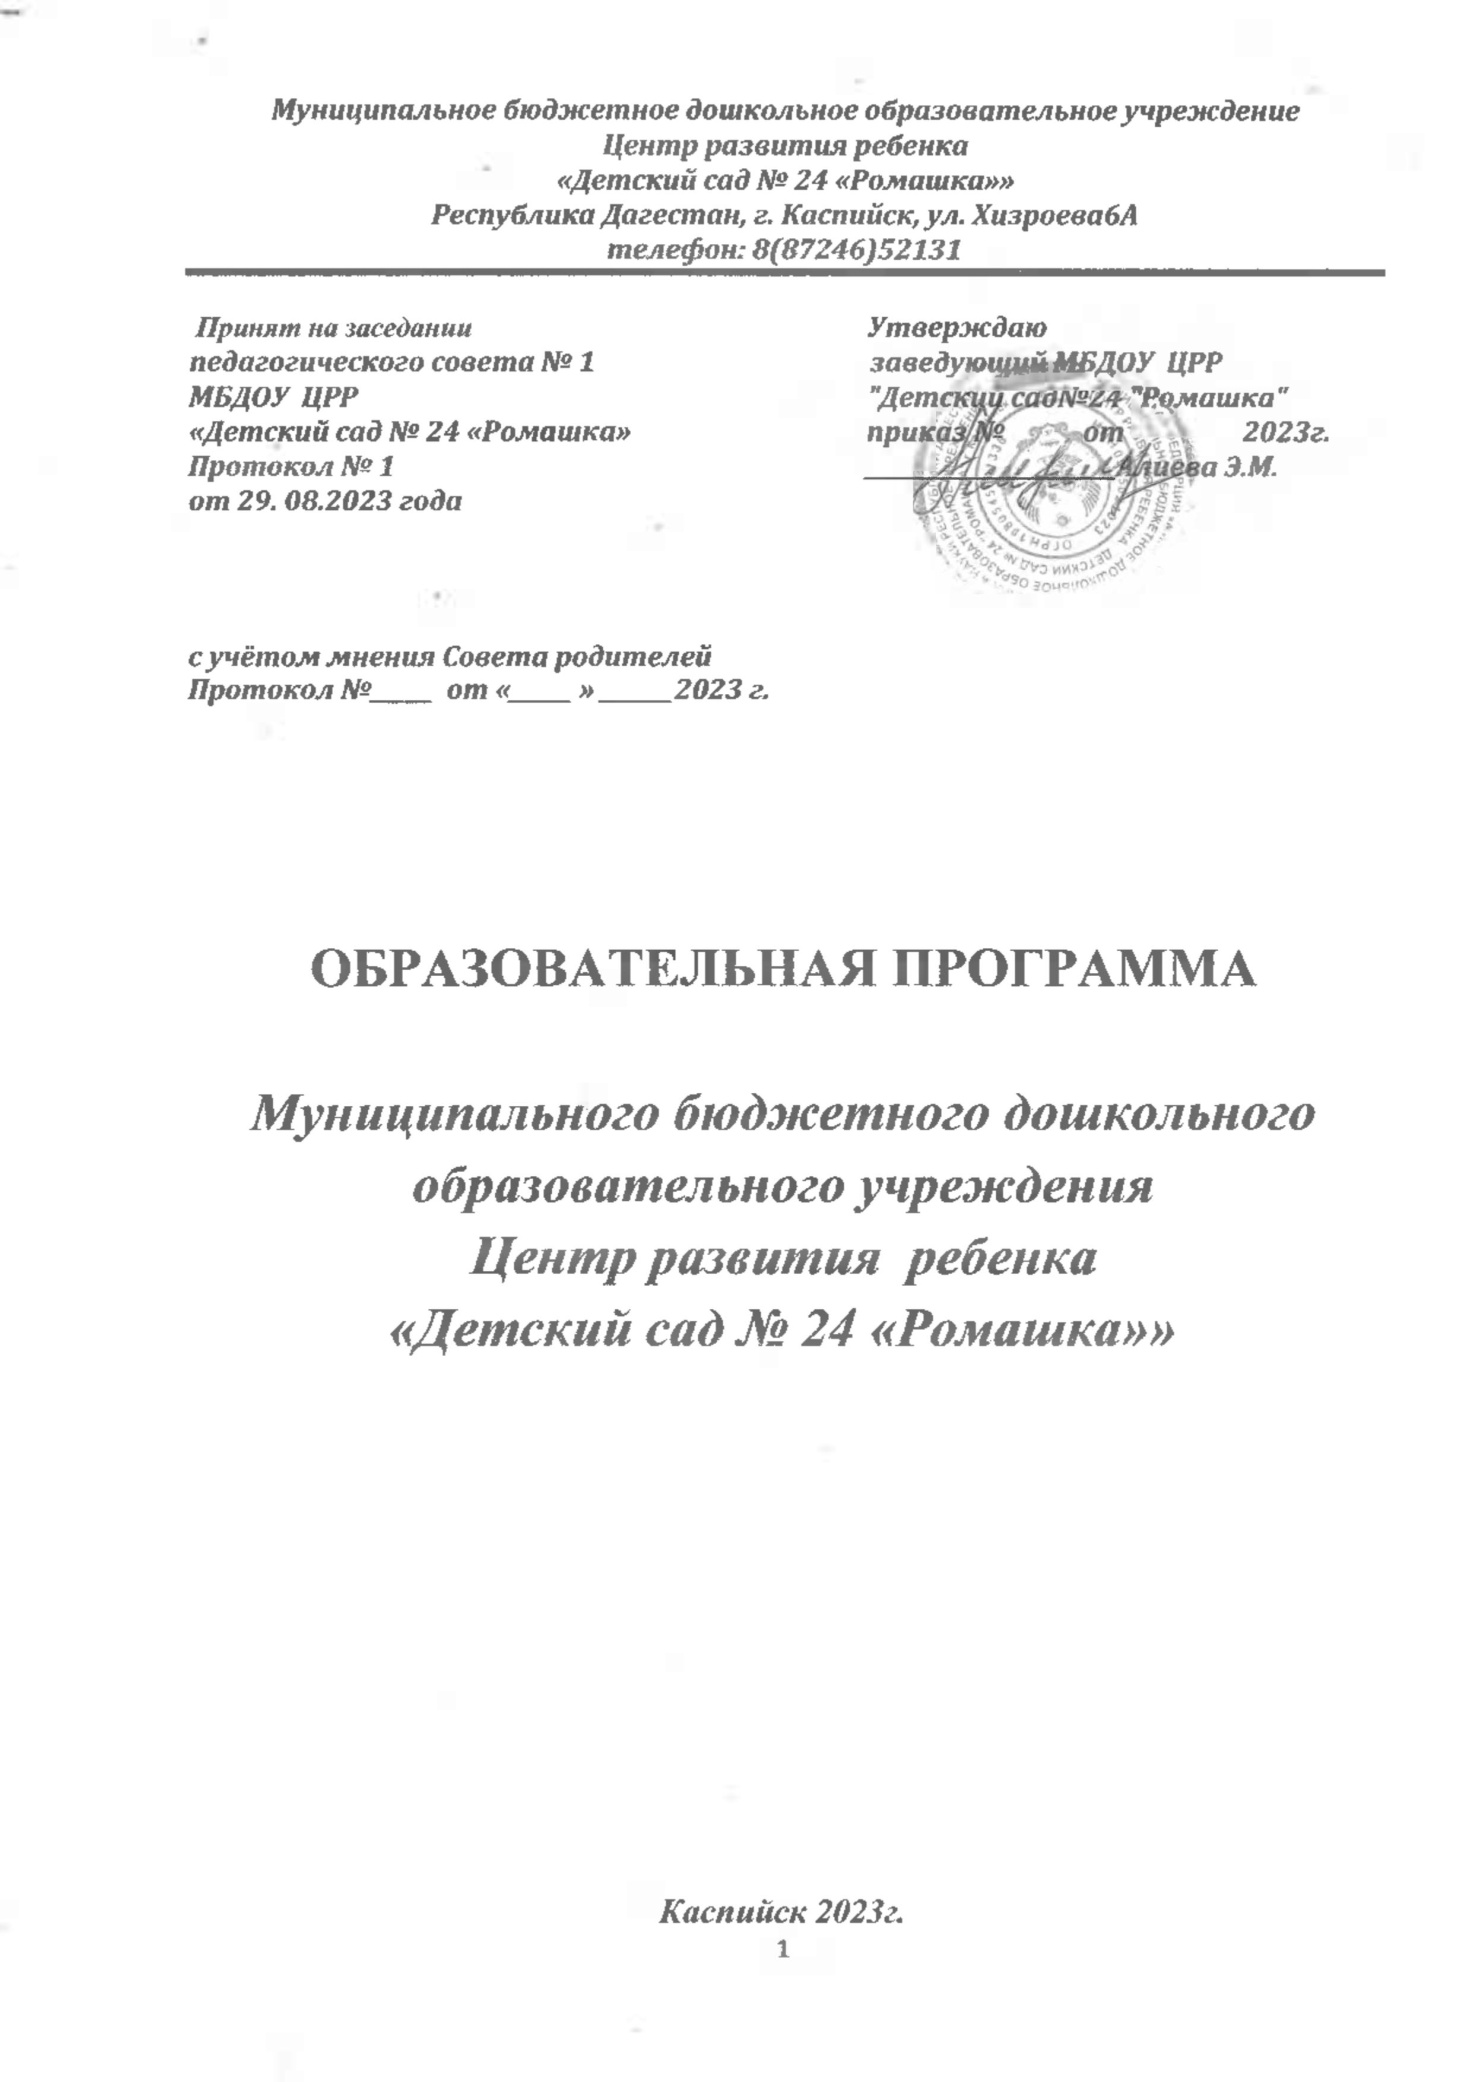 Муниципальное бюджетное дошкольное образовательное учреждение
Центр развития ребенка
«Детский сад № 24 «Ромашка»»
Республика Дагестан, г. Каспийск, ул. Хизроева6А
телефон: 8(87246)52131
Принят на заседании
педагогического совета № 1
МБДОУ ЦРР
«Детский сад № 24 «Ромашка»
Протокол № 1
от 29. 08.2023 года
Утверждаю
заведующий МБДОУ ЦРР
"Детский сад№24 "Ромашка"
приказ № от 2023г.
Алиева Э.М.
с учётом мнения Совета родителей
Протокол №____ от «____ » _____2023 г.
ОБРАЗОВАТЕЛЬНАЯ ПРОГРАММА
Муниципального бюджетного дошкольного
образовательного учреждения
Центр развития ребенка
«Детский сад № 24 «Ромашка»»
Каспийск 2023г.
1